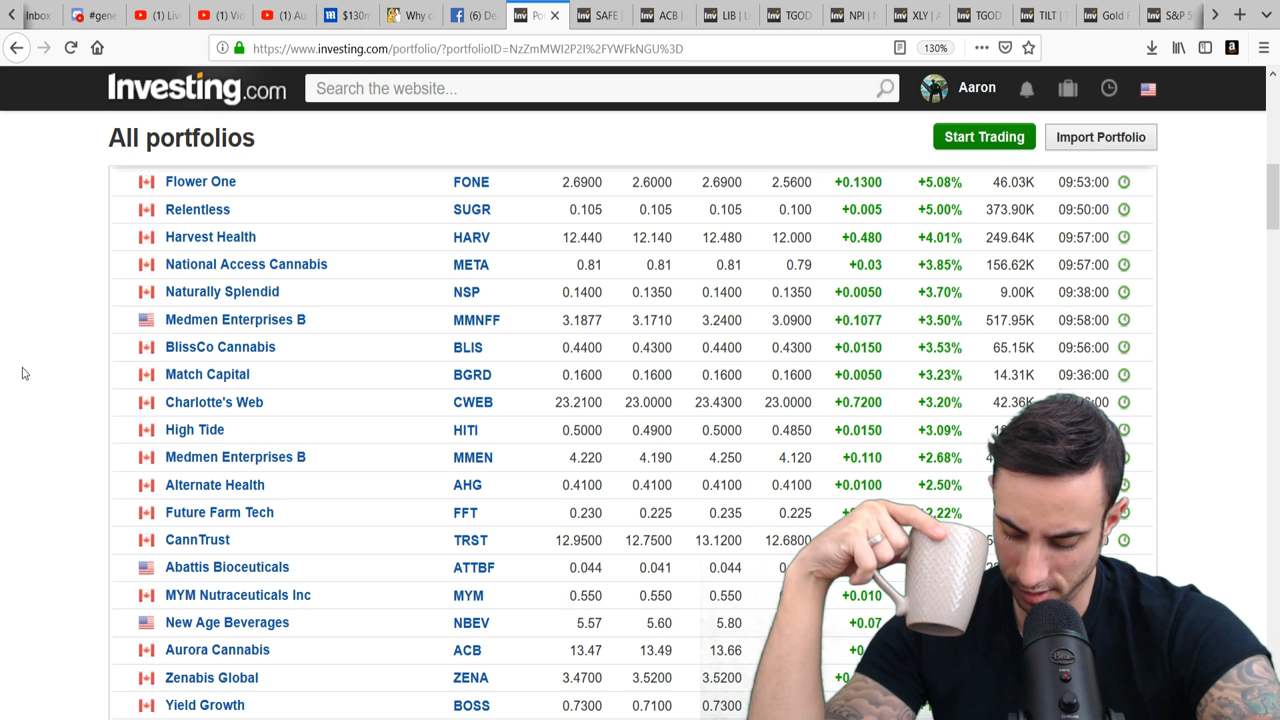 Inbox #gene (1) Liv (1) Vid (1) Au $130m Why c (6) De Po SAFE | ACB | LIB | TGOD NPI | N XLY | A TGOD TILT | T Gold F S&P S
https://www.investing.com/portfolio/?portfolioID=NzZmMWI2P2I%2FYWFkNGU%3D 130%
Investing.com Search the website... Aaron
All portfolios Start Trading Import Portfolio
Flower One FONE 2.6900 2.6000 2.6900 2.5600 +0.1300 +5.08% 46.03K 09:53:00
Relentless SUGR 0.105 0.105 0.105 0.100 +0.005 +5.00% 373.90K 09:50:00
Harvest Health HARV 12.440 12.140 12.480 12.000 +0.480 +4.01% 249.64K 09:57:00
National Access Cannabis META 0.81 0.81 0.81 0.79 +0.03 +3.85% 156.62K 09:57:00
Naturally Splendid NSP 0.1400 0.1350 0.1400 0.1350 +0.0050 +3.70% 9.00K 09:38:00
Medmen Enterprises B MMNFF 3.1877 3.1710 3.2400 3.0900 +0.1077 +3.50% 517.95K 09:58:00
BlissCo Cannabis BLIS 0.4400 0.4300 0.4400 0.4300 +0.0150 +3.53% 65.15K 09:56:00
Match Capital BGRD 0.1600 0.1600 0.1600 0.1600 +0.0050 +3.23% 14.31K 09:36:00
Charlotte's Web CWEB 23.2100 23.0000 23.4300 23.0000 +0.7200 +3.20% 42.36K
High Tide HITI 0.5000 0.4900 0.5000 0.4850 +0.0150 +3.09%
Medmen Enterprises B MMEN 4.220 4.190 4.250 4.120 +0.110 +2.68%
Alternate Health AHG 0.4100 0.4100 0.4100 0.4100 +0.0100 +2.50%
Future Farm Tech FFT 0.230 0.225 0.235 0.225 2.22%
CannTrust TRST 12.9500 12.7500 13.1200 12.6800
Abattis Bioceuticals ATTBF 0.044 0.041 0.044
MYM Nutraceuticals Inc MYM 0.550 0.550 0.550 +0.010
New Age Beverages NBEV 5.57 5.60 5.80 +0.07
Aurora Cannabis ACB 13.47 13.49 13.66
Zenabis Global ZENA 3.4700 3.5200 3.5200
Yield Growth BOSS 0.7300 0.7100 0.7300